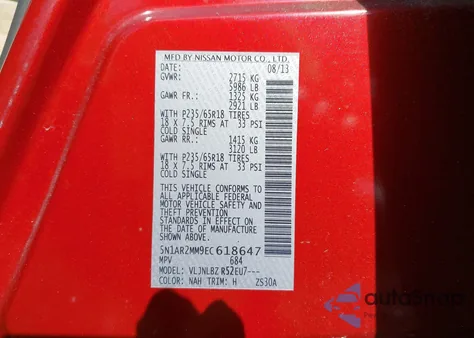 MFD BY NISSAN MOTOR CO., LTD.
DATE: 08/13
GVWR: 2715 KG
5986 LB
GAWR FR.: 1325 KG
2921 LB
WITH P235/65R18 TIRES
18 X 7.5 RIMS AT 33 PSI
COLD SINGLE
GAWR RR.: 1415 KG
3120 LB
WITH P235/65R18 TIRES
18 X 7.5 RIMS AT 33 PSI
COLD SINGLE
THIS VEHICLE CONFORMS TO
ALL APPLICABLE FEDERAL
MOTOR VEHICLE SAFETY AND
THEFT PREVENTION
STANDARDS IN EFFECT ON
THE DATE OF MANUFACTURE
SHOWN ABOVE.
5N1AR2MM9EC618647
MPV 684
MODEL: VLJNLBZ R52EU7---
COLOR: NAH TRIM: H ZS30A
autosnap